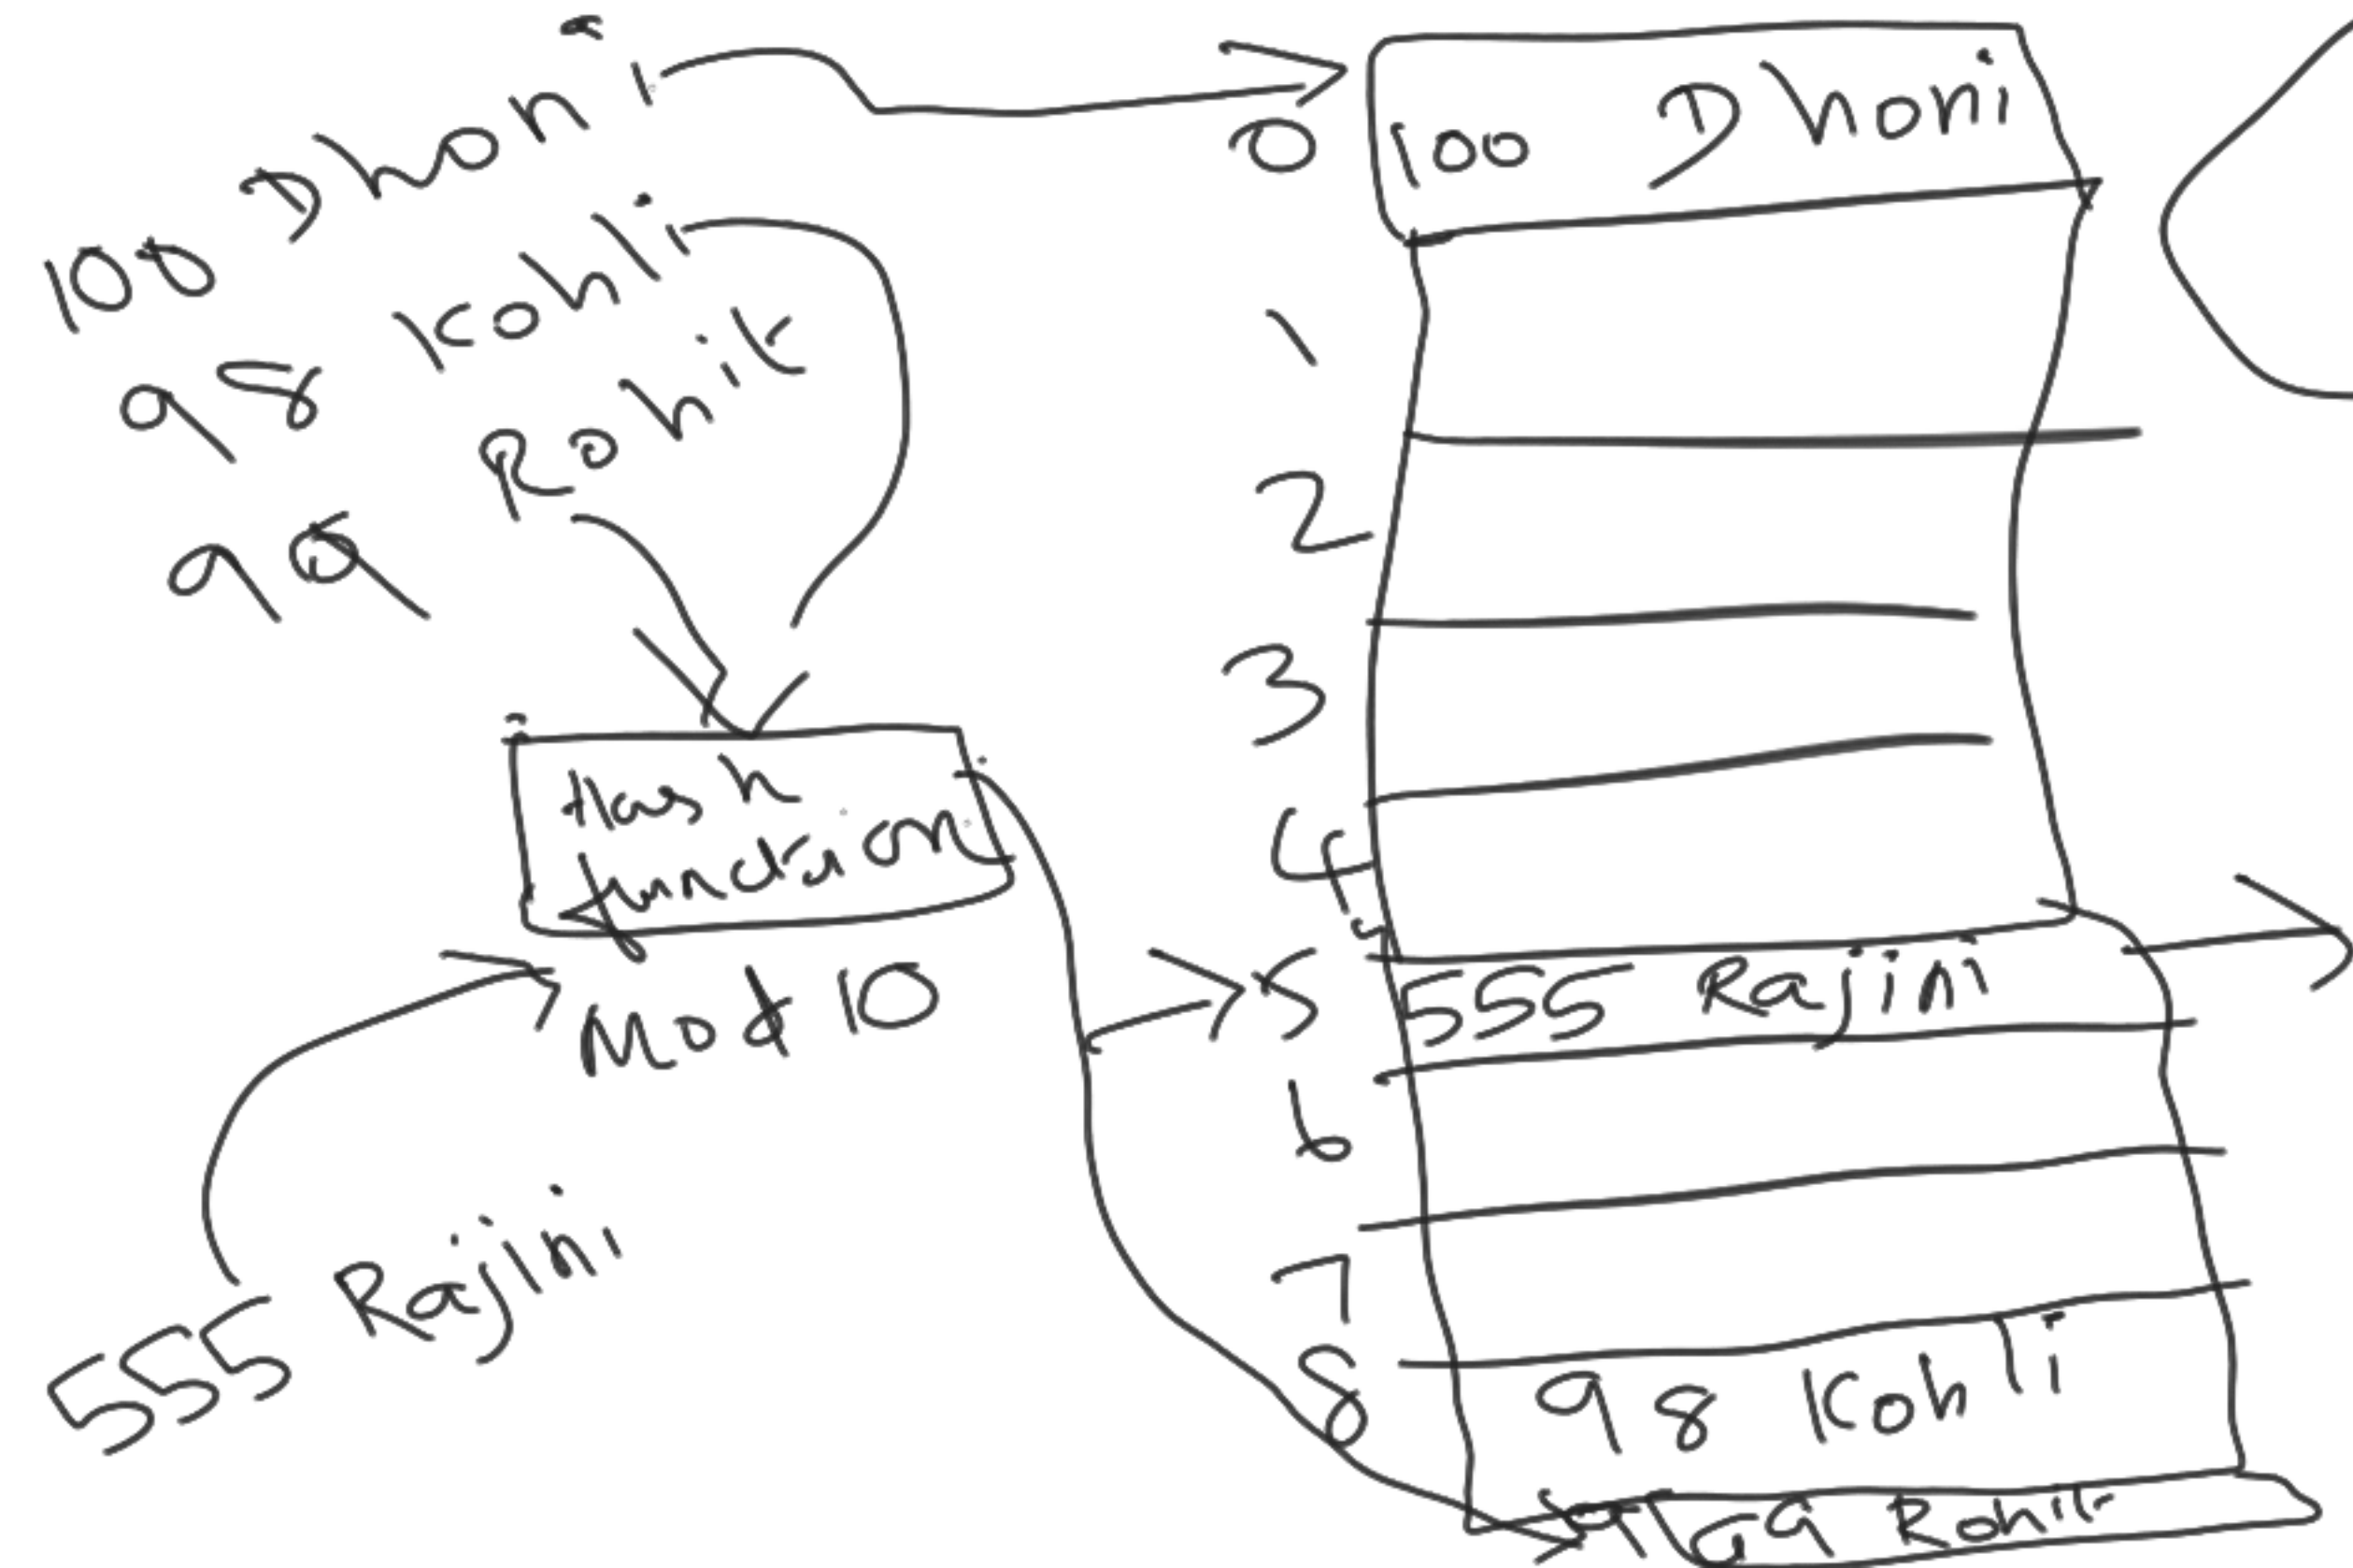 100 Dhoni
98 Kohli
99 Rohit
Hash
function
Mod 10
555 Rajini
0 100 Dhoni
1
2
3
4
5 555 Rajini
6
7
8 98 Kohli
9 99 Rohit